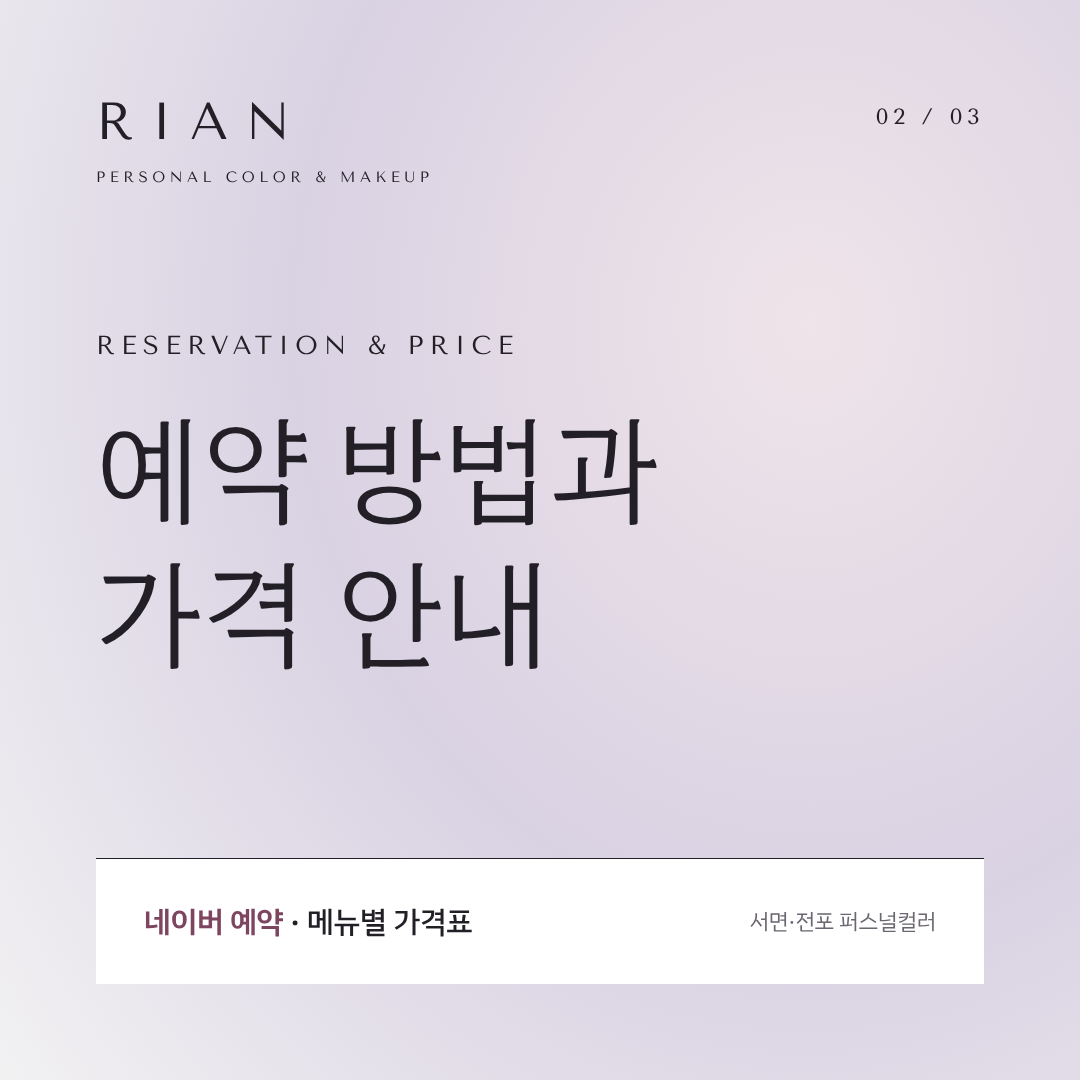 RIAN
02 / 03
PERSONAL COLOR & MAKEUP
RESERVATION & PRICE
예약 방법과
가격 안내
네이버 예약 · 메뉴별 가격표
서면·전포 퍼스널컬러